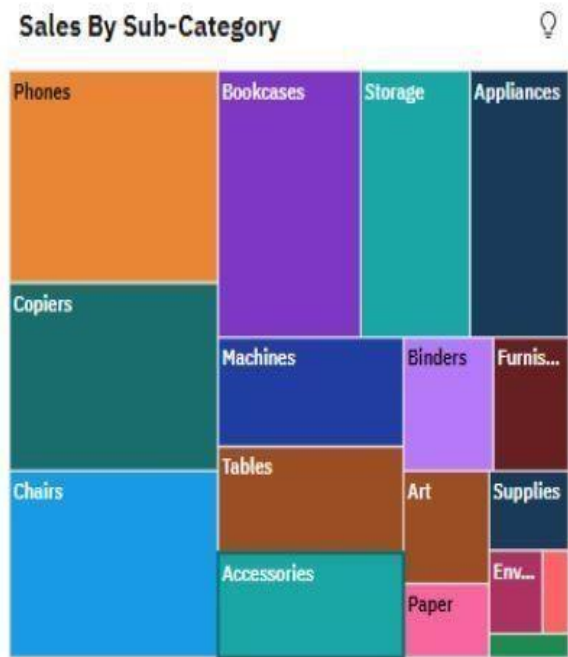 Sales By Sub-Category
Phones
Bookcases
Storage
Appliances
Copiers
Machines
Binders
Furnis...
Tables
Chairs
Art
Supplies
Accessories
Env...
Paper